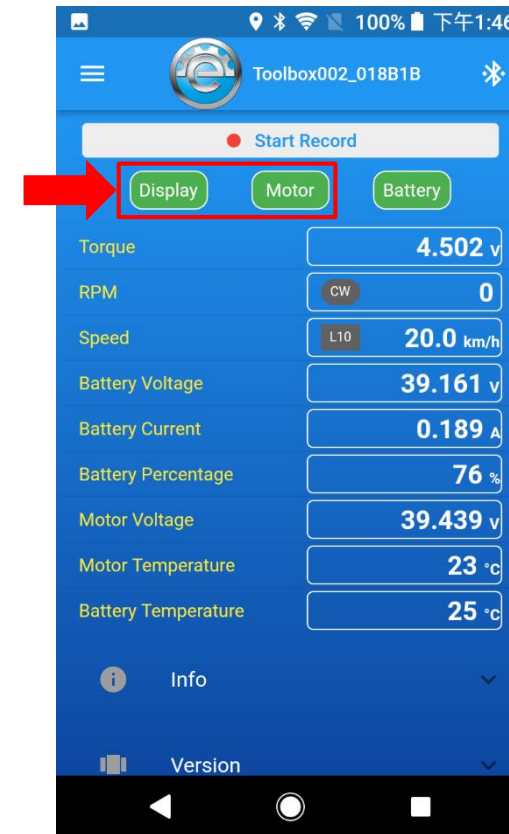 100% 下午1:46
Toolbox002_018B1B
Start Record
Display Motor Battery
Torque 4.502 V
RPM CW 0
Speed L10 20.0 km/h
Battery Voltage 39.161 V
Battery Current 0.189 A
Battery Percentage 76 %
Motor Voltage 39.439 V
Motor Temperature 23 °C
Battery Temperature 25 °C
Info
Version